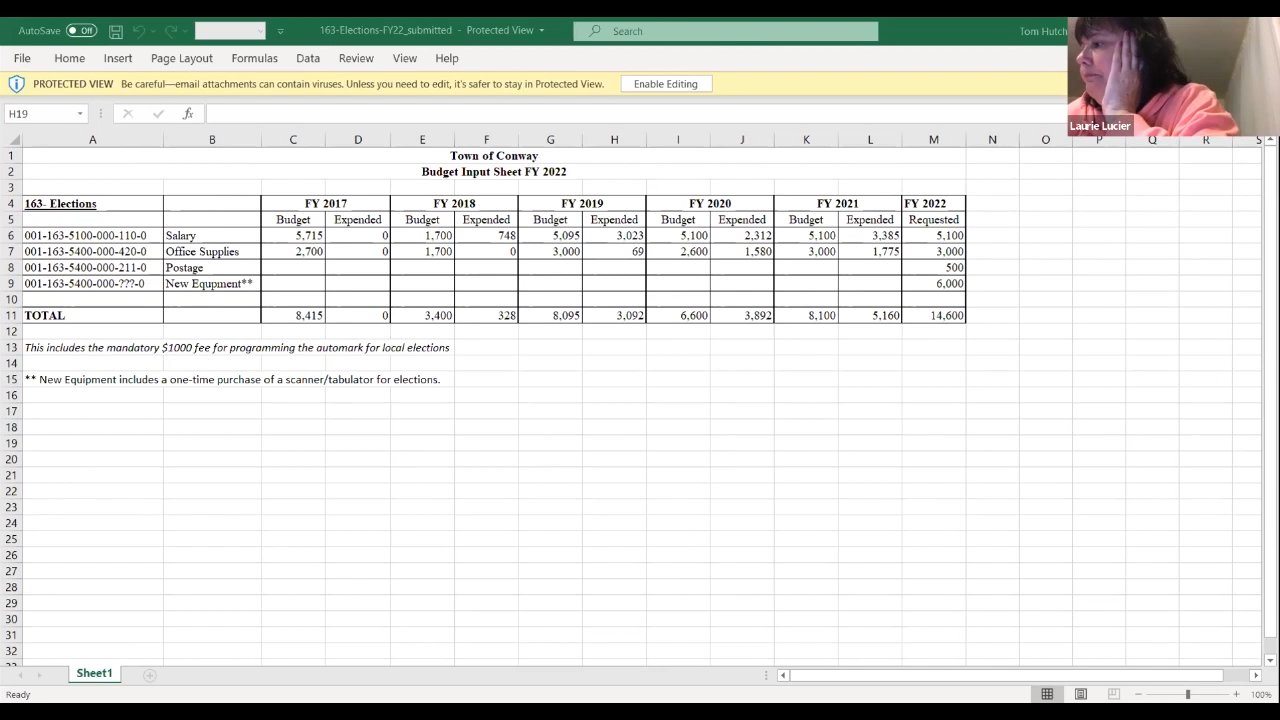 AutoSave Off 163-Elections-FY22_submitted - Protected View Search Tom Hutch
File Home Insert Page Layout Formulas Data Review View Help
PROTECTED VIEW Be careful—email attachments can contain viruses. Unless you need to edit, it's safer to stay in Protected View. Enable Editing
H19 fx
Laurie Lucier
A B C D E F G H I J K L M N O P Q R S
1 Town of Conway
2 Budget Input Sheet FY 2022
3
4 163- Elections FY 2017 FY 2018 FY 2019 FY 2020 FY 2021 FY 2022
5 Budget Expended Budget Expended Budget Expended Budget Expended Budget Expended Requested
6 001-163-5100-000-110-0 Salary 5,715 0 1,700 748 5,095 3,023 5,100 2,312 5,100 3,385 5,100
7 001-163-5400-000-420-0 Office Supplies 2,700 0 1,700 0 3,000 69 2,600 1,580 3,000 1,775 3,000
8 001-163-5400-000-211-0 Postage 500
9 001-163-5400-000-???-0 New Equpment** 6,000
10
11 TOTAL 8,415 0 3,400 328 8,095 3,092 6,600 3,892 8,100 5,160 14,600
12
13 This includes the mandatory $1000 fee for programming the automark for local elections
14
15 ** New Equipment includes a one-time purchase of a scanner/tabulator for elections.
16
17
18
19
20
21
22
23
24
25
26
27
28
29
30
31
32
Sheet1
Ready 100%